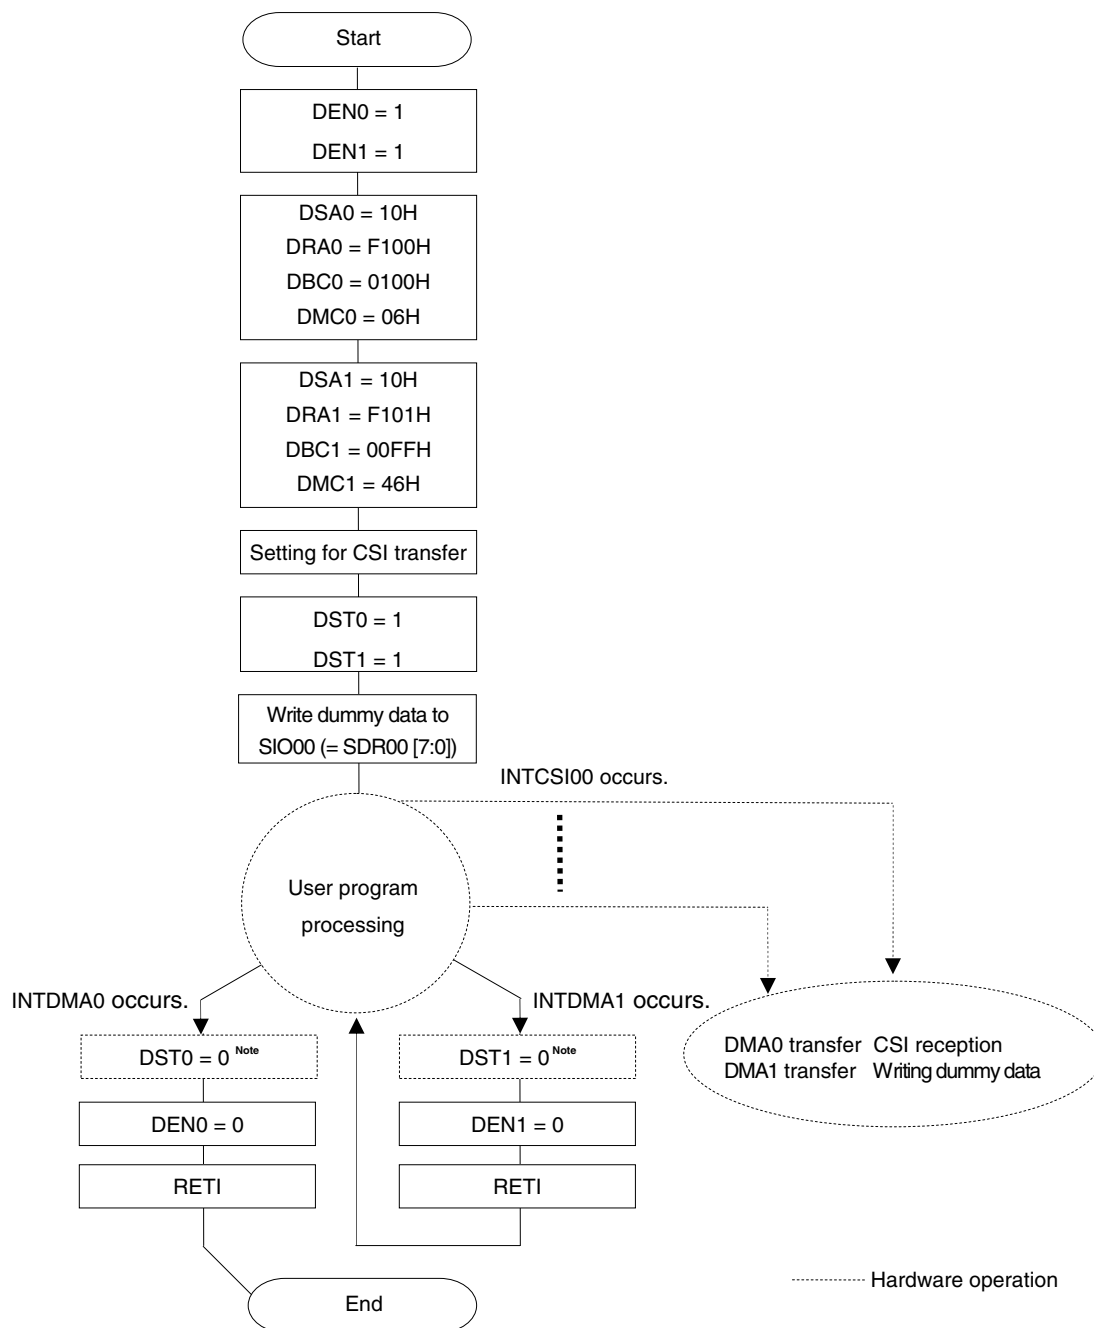 Start
DEN0 = 1
DEN1 = 1
DSA0 = 10H
DRA0 = F100H
DBC0 = 0100H
DMC0 = 06H
DSA1 = 10H
DRA1 = F101H
DBC1 = 00FFH
DMC1 = 46H
Setting for CSI transfer
DST0 = 1
DST1 = 1
Write dummy data to
SIO00 (= SDR00 [7:0])
INTCSI00 occurs.
User program
processing
INTDMA0 occurs.
INTDMA1 occurs.
DST0 = 0 Note
DST1 = 0 Note
DMA0 transfer CSI reception
DMA1 transfer Writing dummy data
DEN0 = 0
DEN1 = 0
RETI
RETI
Hardware operation
End